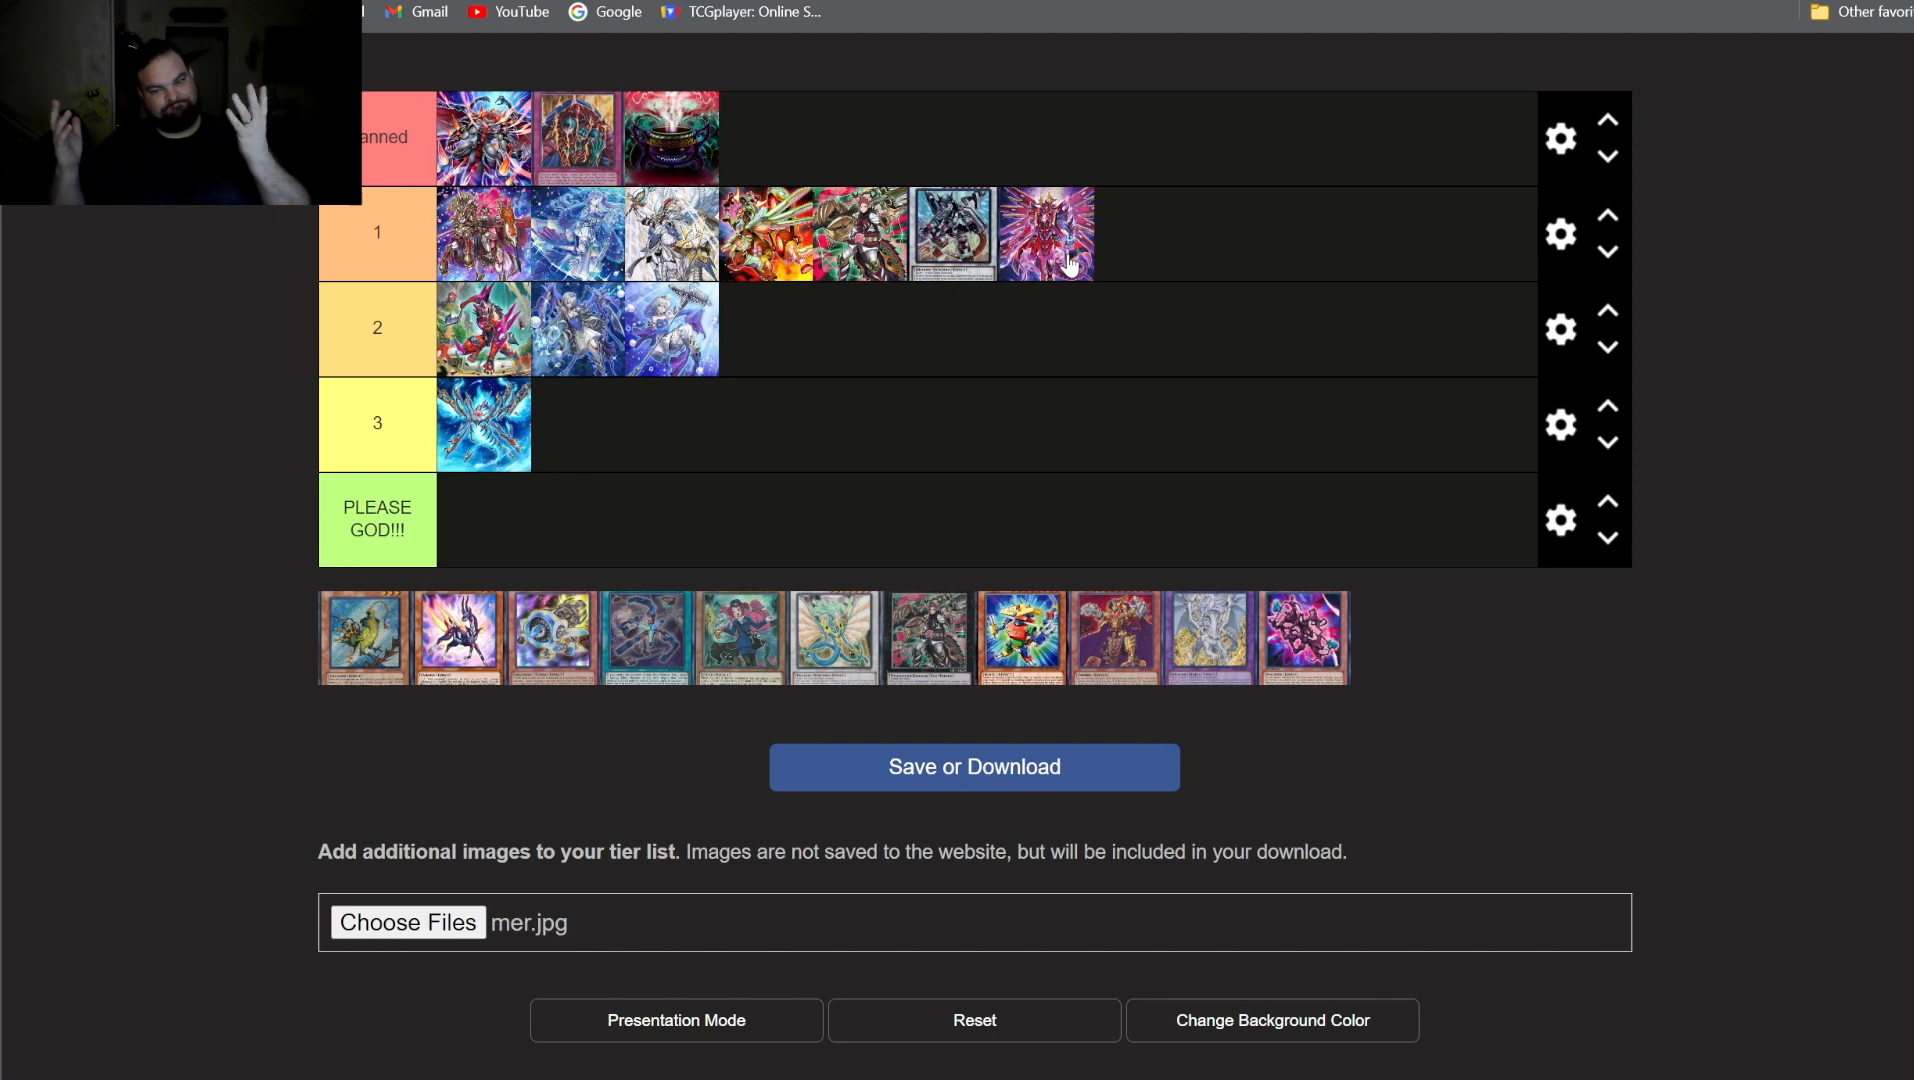 Gmail YouTube Google TCGplayer: Online S... Other favori
anned
1
2
3
PLEASE
GOD!!!
Save or Download
Add additional images to your tier list. Images are not saved to the website, but will be included in your download.
Choose Files mer.jpg
Presentation Mode Reset Change Background Color